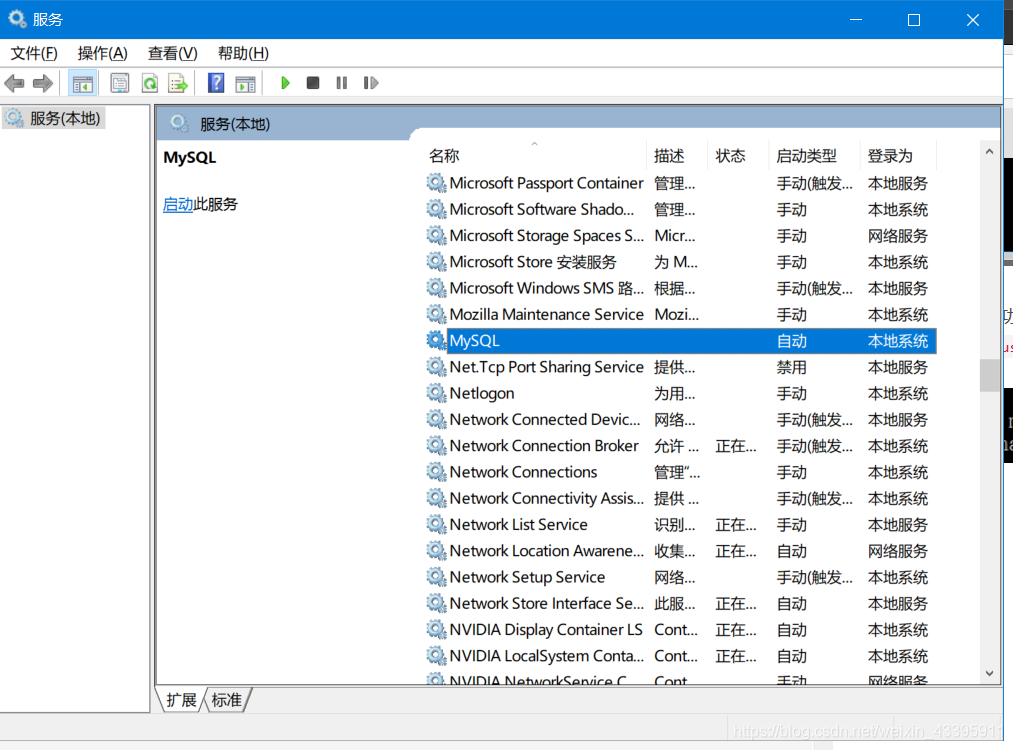 服务
文件(F) 操作(A) 查看(V) 帮助(H)
服务(本地)
服务(本地)
MySQL
启动此服务
名称 描述 状态 启动类型 登录为
Microsoft Passport Container 管理... 手动(触发... 本地服务
Microsoft Software Shado... 管理... 手动 本地系统
Microsoft Storage Spaces S... Micr... 手动 网络服务
Microsoft Store 安装服务 为 M... 手动 本地系统
Microsoft Windows SMS 路... 根据... 手动(触发... 本地服务
Mozilla Maintenance Service Mozi... 手动 本地系统
MySQL 自动 本地系统
Net.Tcp Port Sharing Service 提供... 禁用 本地服务
Netlogon 为用... 手动 本地系统
Network Connected Devic... 网络... 手动(触发... 本地服务
Network Connection Broker 允许 ... 正在... 手动(触发... 本地系统
Network Connections 管理“... 手动 本地系统
Network Connectivity Assis... 提供 ... 手动(触发... 本地系统
Network List Service 识别... 正在... 手动 本地服务
Network Location Awarene... 收集... 正在... 自动 网络服务
Network Setup Service 网络... 手动(触发... 本地系统
Network Store Interface Se... 此服... 正在... 自动 本地服务
NVIDIA Display Container LS Cont... 正在... 自动 本地系统
NVIDIA LocalSystem Conta... Cont... 正在... 自动 本地系统
NVIDIA NetworkService C... Cont... 手动 网络服务
扩展 标准
https://blog.csdn.net/weixin_43395911